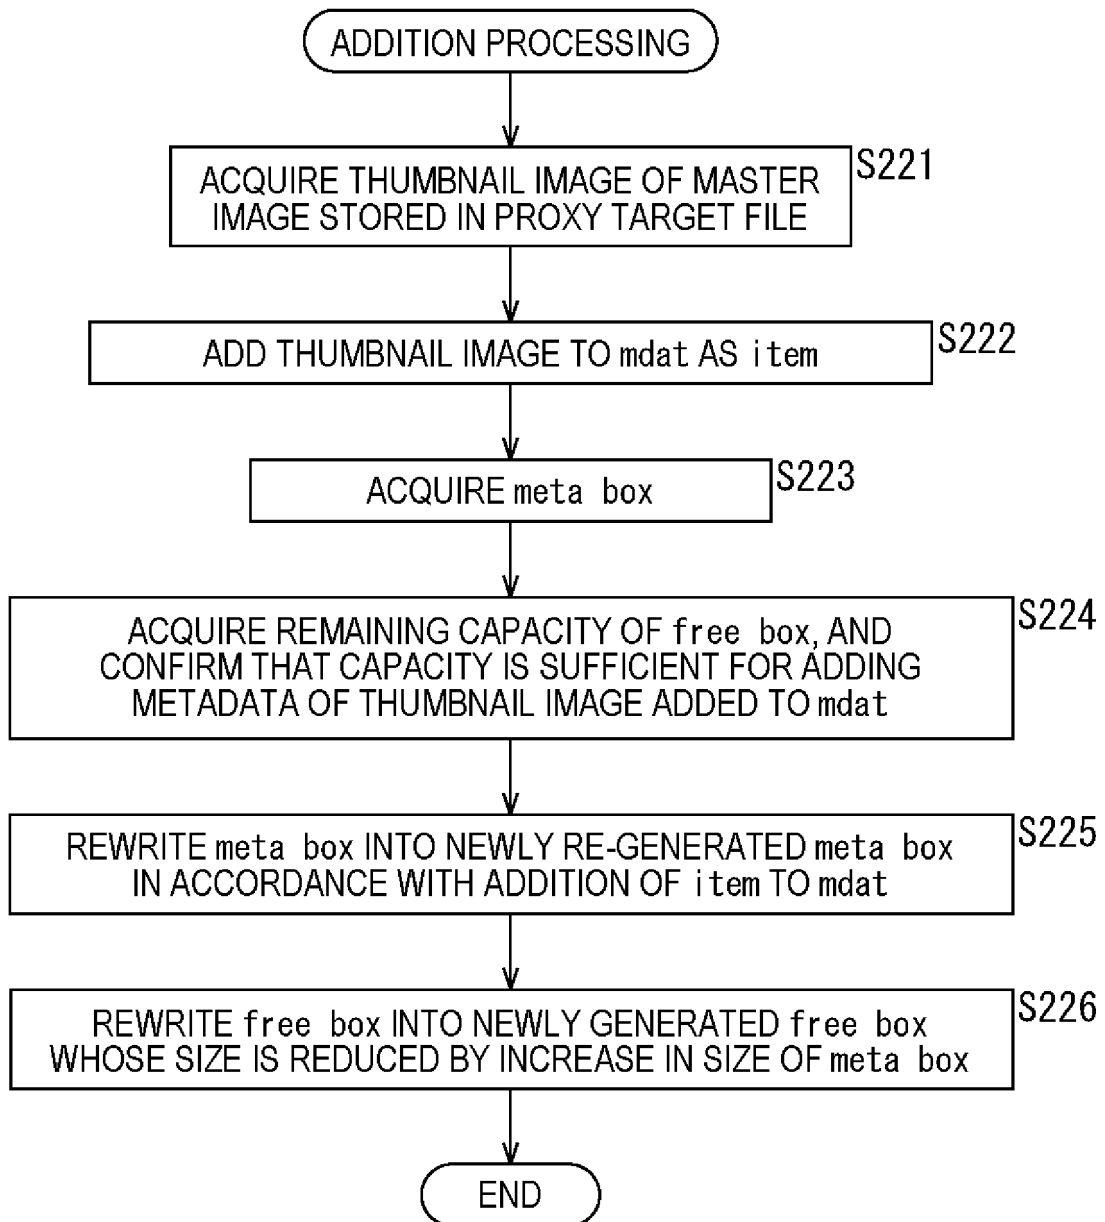 ADDITION PROCESSING
S221
ACQUIRE THUMBNAIL IMAGE OF MASTER
IMAGE STORED IN PROXY TARGET FILE
S222
ADD THUMBNAIL IMAGE TO mdat AS item
S223
ACQUIRE meta box
S224
ACQUIRE REMAINING CAPACITY OF free box, AND
CONFIRM THAT CAPACITY IS SUFFICIENT FOR ADDING
METADATA OF THUMBNAIL IMAGE ADDED TO mdat
S225
REWRITE meta box INTO NEWLY RE-GENERATED meta box
IN ACCORDANCE WITH ADDITION OF item TO mdat
S226
REWRITE free box INTO NEWLY GENERATED free box
WHOSE SIZE IS REDUCED BY INCREASE IN SIZE OF meta box
END